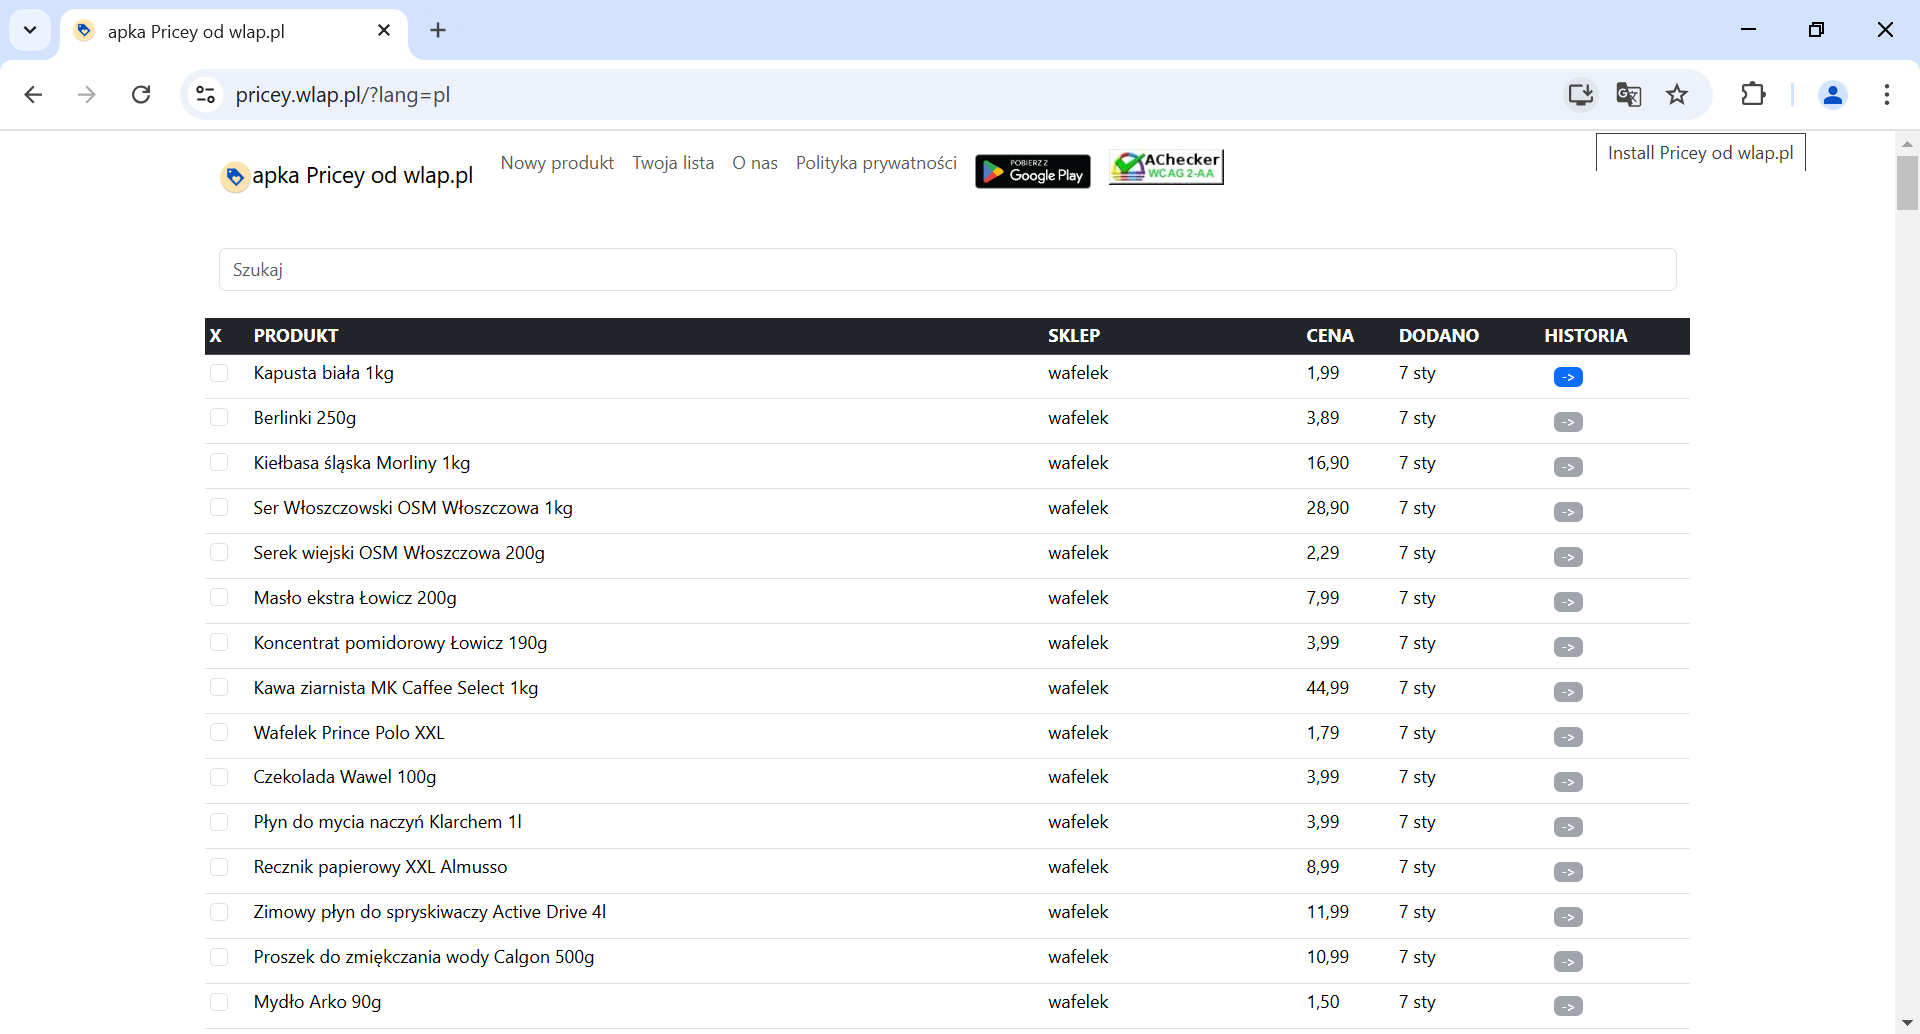 apka Pricey od wlap.pl
pricey.wlap.pl/?lang=pl
apka Pricey od wlap.pl Nowy produkt Twoja lista O nas Polityka prywatności POBIERZ Z Google Play AChecker WCAG 2-AA Install Pricey od wlap.pl
Szukaj
X PRODUKT SKLEP CENA DODANO HISTORIA
Kapusta biała 1kg wafelek 1,99 7 sty ->
Berlinki 250g wafelek 3,89 7 sty ->
Kiełbasa śląska Morliny 1kg wafelek 16,90 7 sty ->
Ser Włoszczowski OSM Włoszczowa 1kg wafelek 28,90 7 sty ->
Serek wiejski OSM Włoszczowa 200g wafelek 2,29 7 sty ->
Masło ekstra Łowicz 200g wafelek 7,99 7 sty ->
Koncentrat pomidorowy Łowicz 190g wafelek 3,99 7 sty ->
Kawa ziarnista MK Caffee Select 1kg wafelek 44,99 7 sty ->
Wafelek Prince Polo XXL wafelek 1,79 7 sty ->
Czekolada Wawel 100g wafelek 3,99 7 sty ->
Płyn do mycia naczyń Klarchem 1l wafelek 3,99 7 sty ->
Recznik papierowy XXL Almusso wafelek 8,99 7 sty ->
Zimowy płyn do spryskiwaczy Active Drive 4l wafelek 11,99 7 sty ->
Proszek do zmiękczania wody Calgon 500g wafelek 10,99 7 sty ->
Mydło Arko 90g wafelek 1,50 7 sty ->